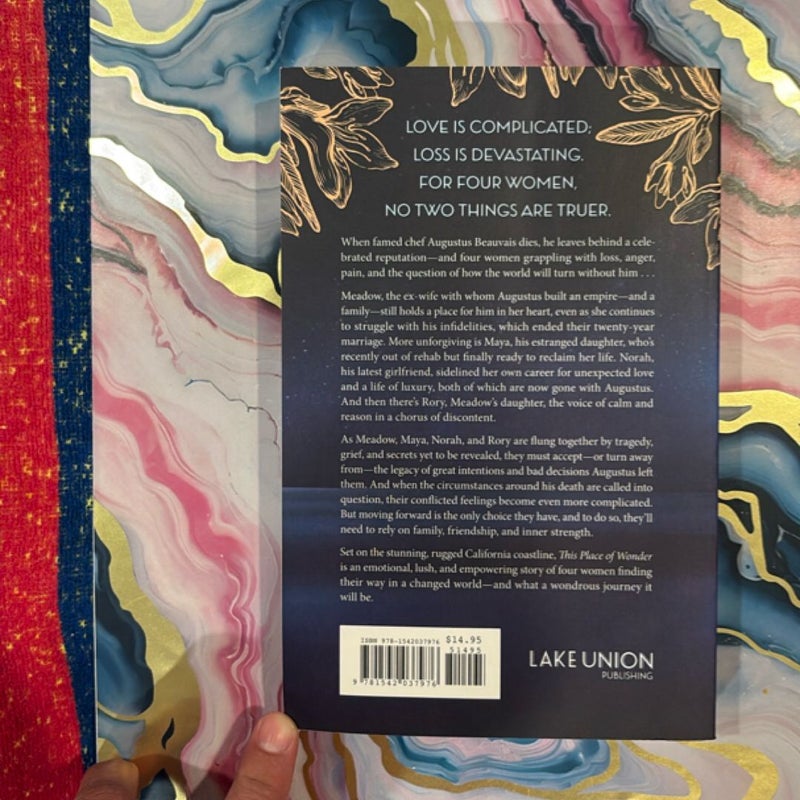 LOVE IS COMPLICATED;
LOSS IS DEVASTATING.
FOR FOUR WOMEN,
NO TWO THINGS ARE TRUER.
When famed chef Augustus Beauvais dies, he leaves behind a cele-
brated reputation—and four women grappling with loss, anger,
pain, and the question of how the world will turn without him . . .
Meadow, the ex-wife with whom Augustus built an empire—and a
family—still holds a place for him in her heart, even as she continues
to struggle with his infidelities, which ended their twenty-year
marriage. More unforgiving is Maya, his estranged daughter, who's
recently out of rehab but finally ready to reclaim her life. Norah,
his latest girlfriend, sidelined her own career for unexpected love
and a life of luxury, both of which are now gone with Augustus.
And then there's Rory, Meadow's daughter, the voice of calm and
reason in a chorus of discontent.
As Meadow, Maya, Norah, and Rory are flung together by tragedy,
grief, and secrets yet to be revealed, they must accept—or turn away
from—the legacy of great intentions and bad decisions Augustus left
them. And when the circumstances around his death are called into
question, their conflicted feelings become even more complicated.
But moving forward is the only choice they have, and to do so, they'll
need to rely on family, friendship, and inner strength.
Set on the stunning, rugged California coastline, This Place of Wonder
is an emotional, lush, and empowering story of four women finding
their way in a changed world—and what a wondrous journey it
will be.
ISBN 978-1542037976 $14.95
51495
9 781542 037976
LAKE UNION
PUBLISHING